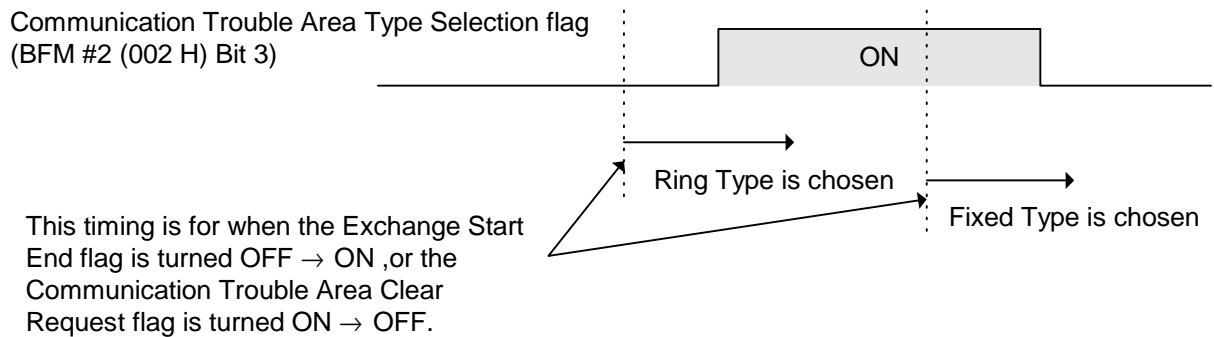 Communication Trouble Area Type Selection flag
(BFM #2 (002 H) Bit 3)
ON
Ring Type is chosen
Fixed Type is chosen
This timing is for when the Exchange Start
End flag is turned OFF → ON ,or the
Communication Trouble Area Clear
Request flag is turned ON → OFF.